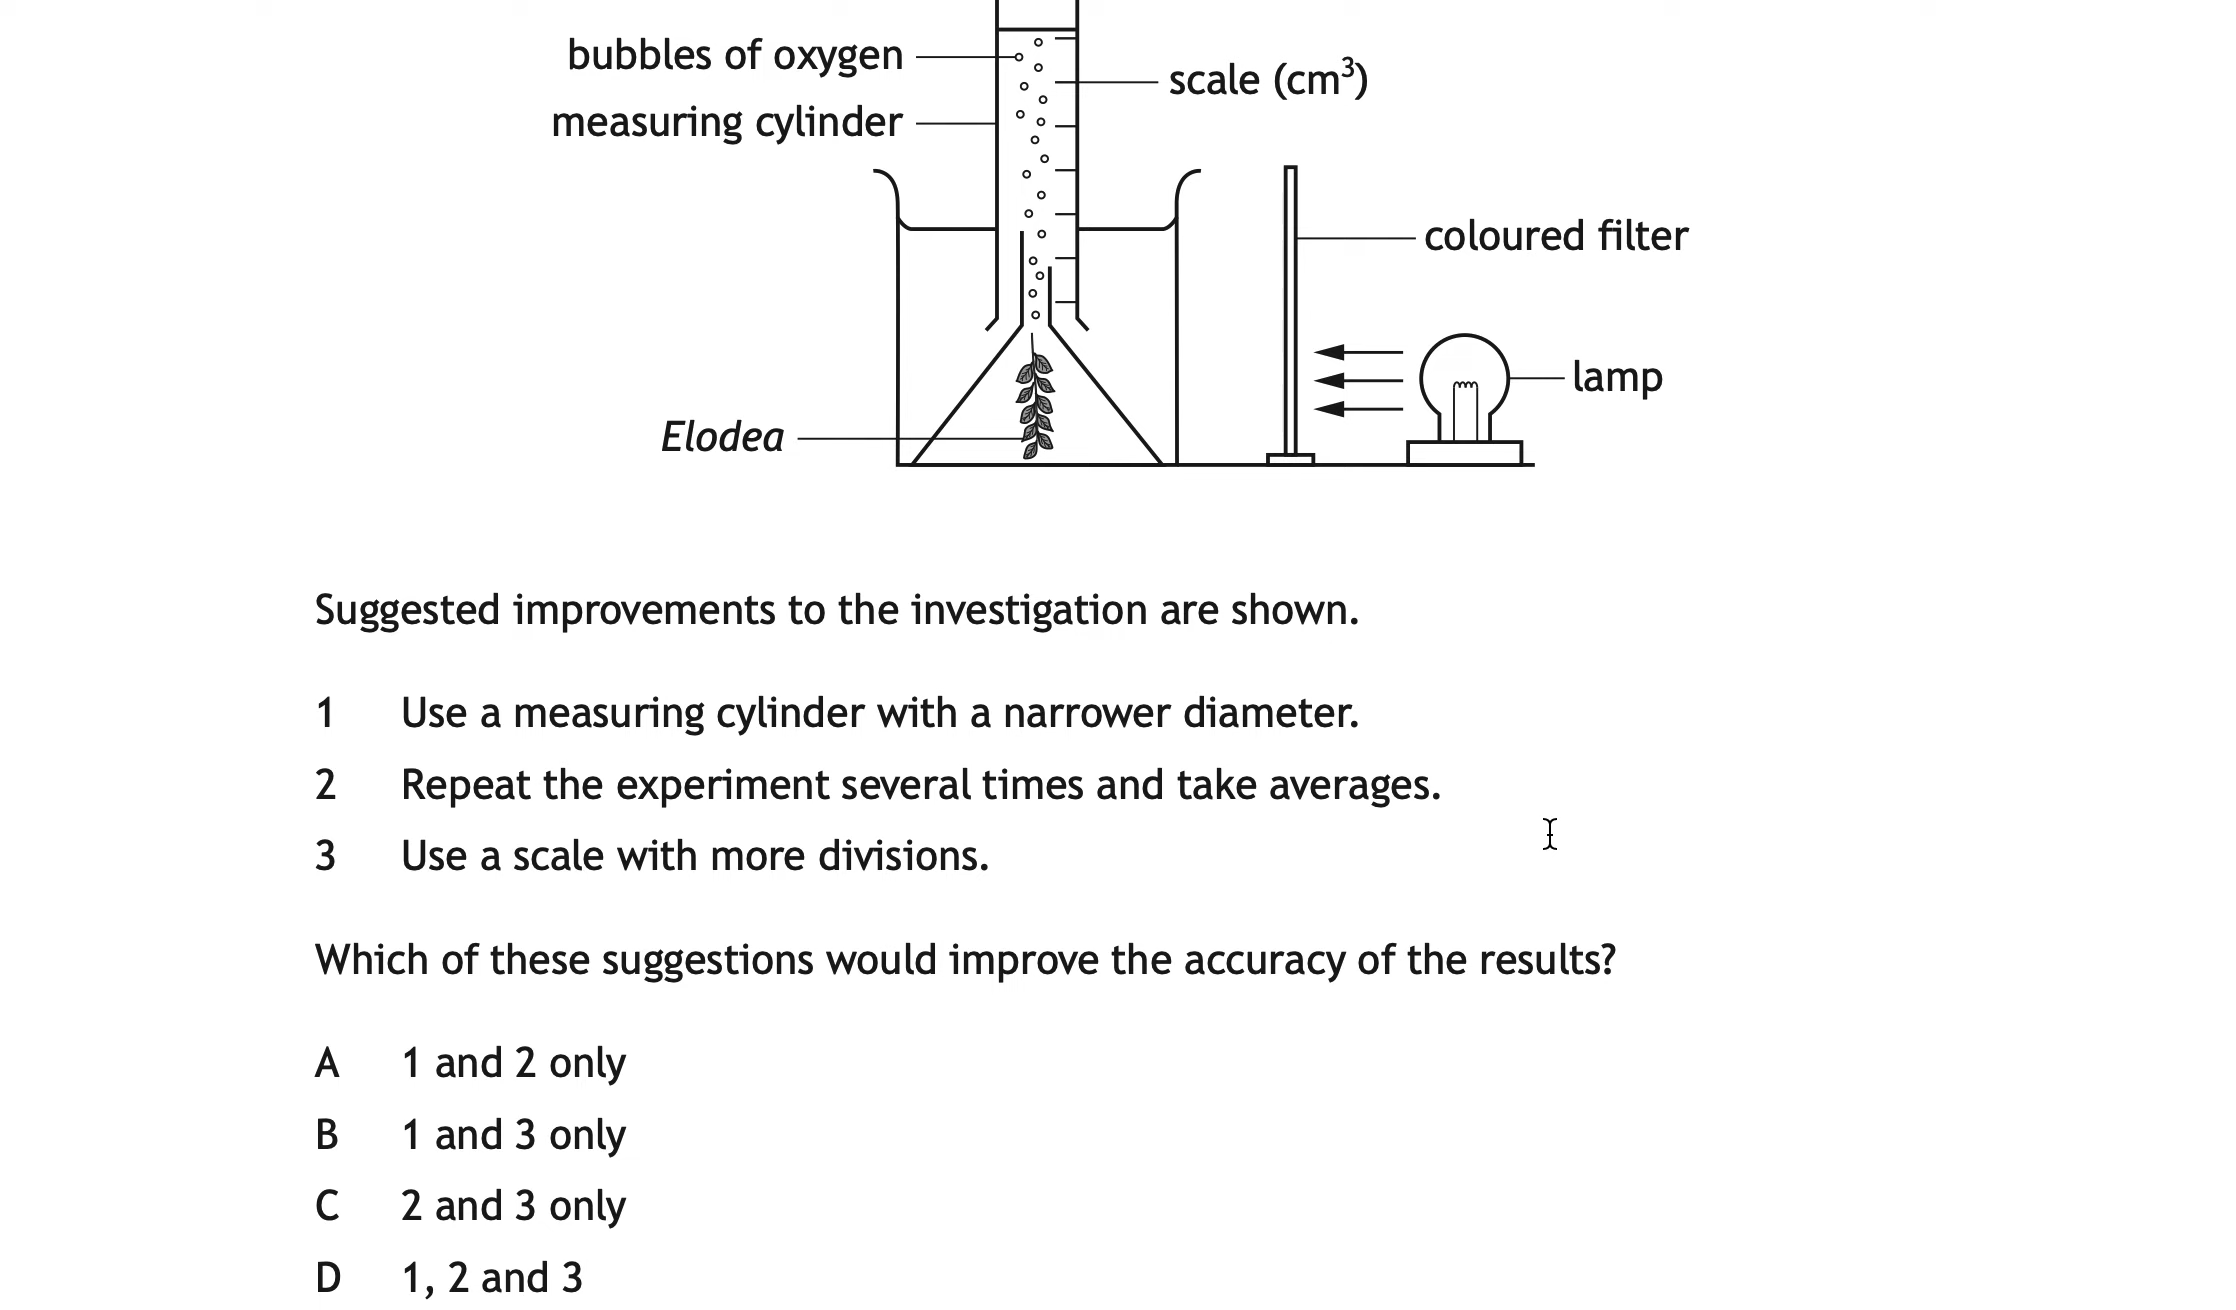 bubbles of oxygen
scale (cm³)
measuring cylinder
coloured filter
lamp
Elodea
Suggested improvements to the investigation are shown.
1 Use a measuring cylinder with a narrower diameter.
2 Repeat the experiment several times and take averages.
3 Use a scale with more divisions.
Which of these suggestions would improve the accuracy of the results?
A 1 and 2 only
B 1 and 3 only
C 2 and 3 only
D 1, 2 and 3